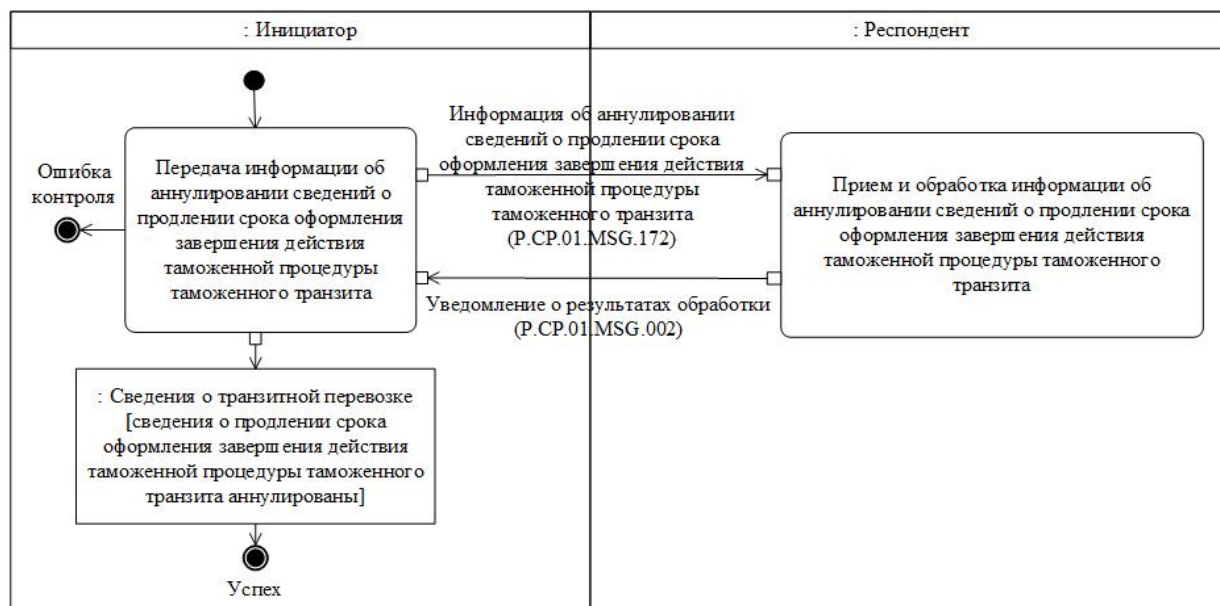 : Инициатор
: Респондент
Ошибка
контроля
Передача информации об
аннулировании сведений о
продлении срока оформления
завершения действия
таможенной процедуры
таможенного транзита
Информация об аннулировании
сведений о продлении срока
оформления завершения действия
таможенной процедуры
таможенного транзита
(P.CP.01.MSG.172)
Прием и обработка информации об
аннулировании сведений о продлении срока
оформления завершения действия
таможенной процедуры таможенного
транзита
Уведомление о результатах обработки
(P.CP.01.MSG.002)
: Сведения о транзитной перевозке
[сведения о продлении срока
оформления завершения действия
таможенной процедуры таможенного
транзита аннулированы]
Успех